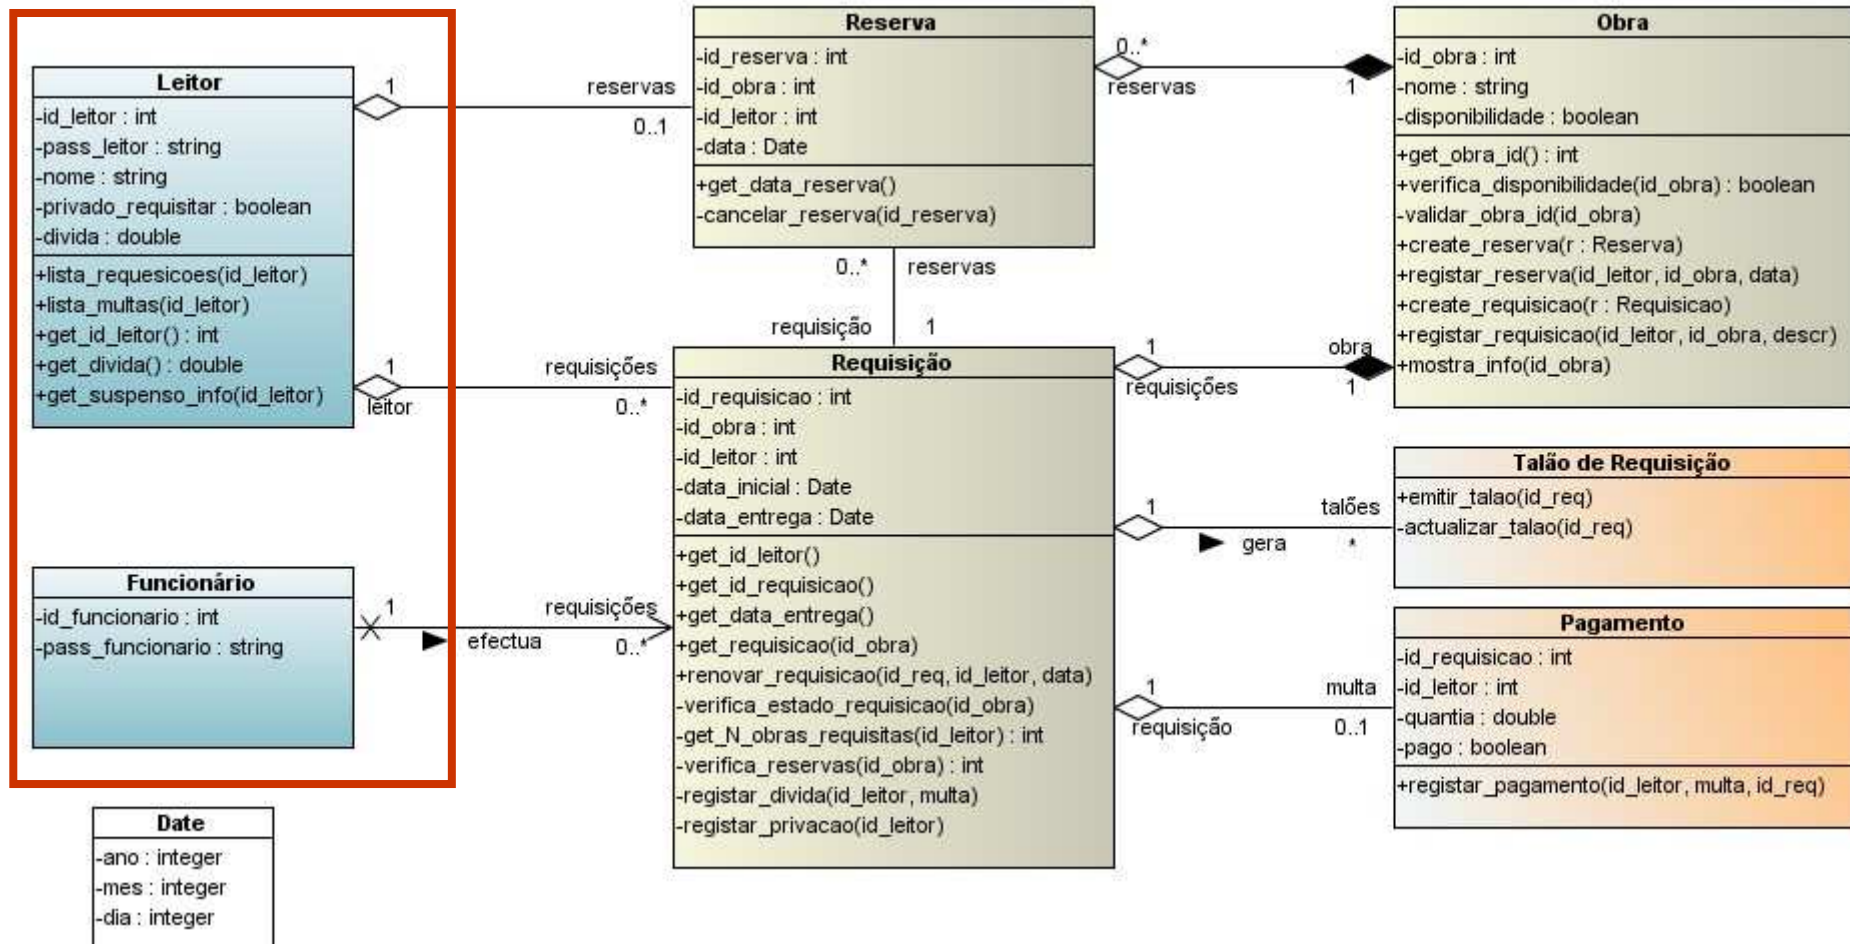 Leitor
-id_leitor : int
-pass_leitor : string
-nome : string
-privado_requisitar : boolean
-divida : double
+lista_requesicoes(id_leitor)
+lista_multas(id_leitor)
+get_id_leitor() : int
+get_divida() : double
+get_suspenso_info(id_leitor)
1
reservas
0..1
1
leitor
requisições
0..*
Funcionário
-id_funcionario : int
-pass_funcionario : string
1
efectua
requisições
0..*
Date
-ano : integer
-mes : integer
-dia : integer
Reserva
-id_reserva : int
-id_obra : int
-id_leitor : int
-data : Date
+get_data_reserva()
-cancelar_reserva(id_reserva)
0..*
reservas
1
0..* reservas
requisição 1
Requisição
-id_requisicao : int
-id_obra : int
-id_leitor : int
-data_inicial : Date
-data_entrega : Date
+get_id_leitor()
+get_id_requisicao()
+get_data_entrega()
+get_requisicao(id_obra)
+renovar_requisicao(id_req, id_leitor, data)
-verifica_estado_requisicao(id_obra)
-get_N_obras_requisitas(id_leitor) : int
-verifica_reservas(id_obra) : int
-registar_divida(id_leitor, multa)
-registar_privacao(id_leitor)
1
requisições
obra
1
1
gera
talões
*
1
requisição
multa
0..1
Obra
-id_obra : int
-nome : string
-disponibilidade : boolean
+get_obra_id() : int
+verifica_disponibilidade(id_obra) : boolean
-validar_obra_id(id_obra)
+create_reserva(r : Reserva)
+registar_reserva(id_leitor, id_obra, data)
+create_requisicao(r : Requisicao)
+registar_requisicao(id_leitor, id_obra, descr)
+mostra_info(id_obra)
Talão de Requisição
+emitir_talao(id_req)
-actualizar_talao(id_req)
Pagamento
-id_requisicao : int
-id_leitor : int
-quantia : double
-pago : boolean
+registar_pagamento(id_leitor, multa, id_req)